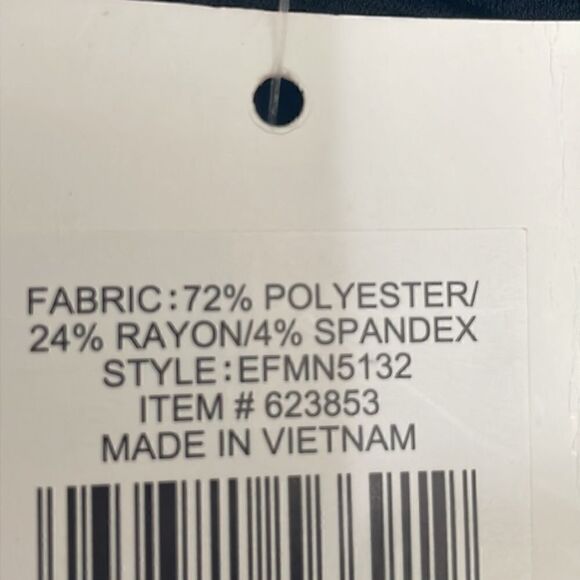 FABRIC:72% POLYESTER/
24% RAYON/4% SPANDEX
STYLE:EFMN5132
ITEM # 623853
MADE IN VIETNAM